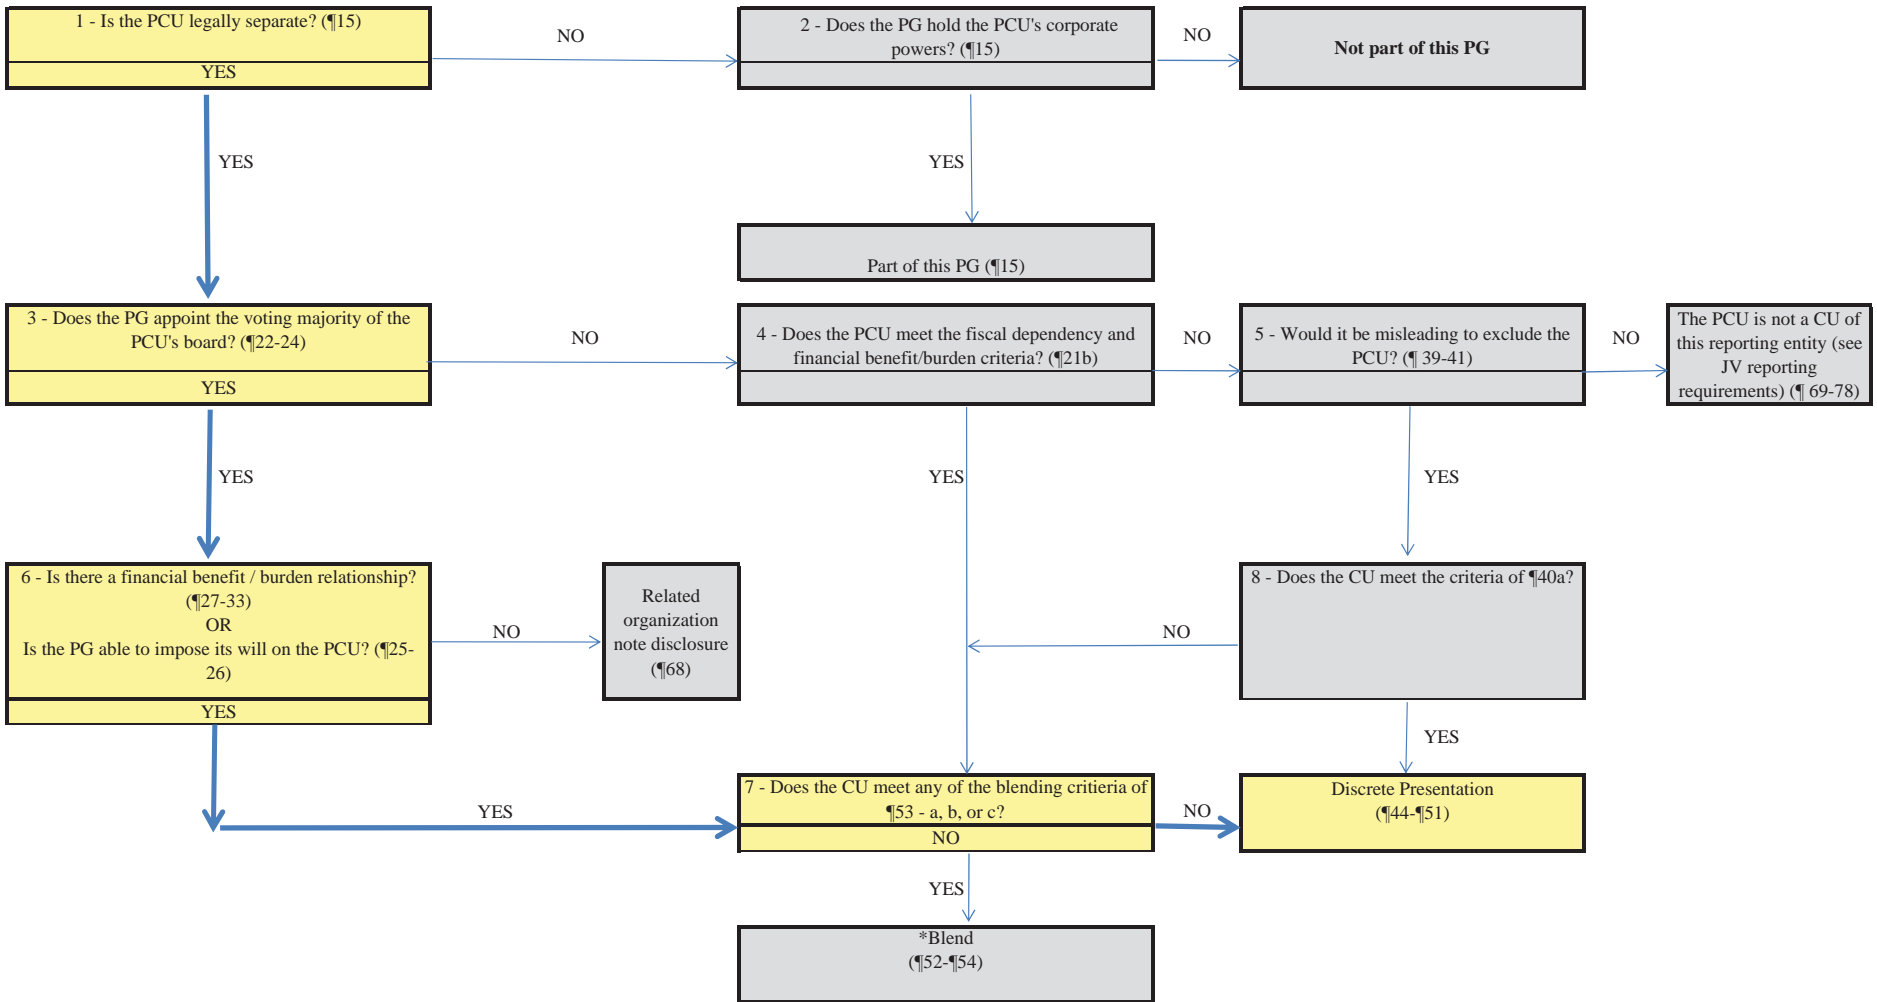 1 - Is the PCU legally separate? (¶15)
YES
NO
2 - Does the PG hold the PCU's corporate
powers? (¶15)
NO
Not part of this PG
YES
YES
Part of this PG (¶15)
3 - Does the PG appoint the voting majority of the
PCU's board? (¶22-24)
YES
NO
4 - Does the PCU meet the fiscal dependency and
financial benefit/burden criteria? (¶21b)
NO
5 - Would it be misleading to exclude the
PCU? (¶ 39-41)
NO
The PCU is not a CU of
this reporting entity (see
JV reporting
requirements) (¶ 69-78)
YES
YES
YES
6 - Is there a financial benefit / burden relationship?
(¶27-33)
OR
Is the PG able to impose its will on the PCU? (¶25-
26)
YES
NO
Related
organization
note disclosure
(¶68)
8 - Does the CU meet the criteria of ¶40a?
NO
YES
YES
7 - Does the CU meet any of the blending critieria of
¶53 - a, b, or c?
NO
NO
Discrete Presentation
(¶44-¶51)
YES
*Blend
(¶52-¶54)